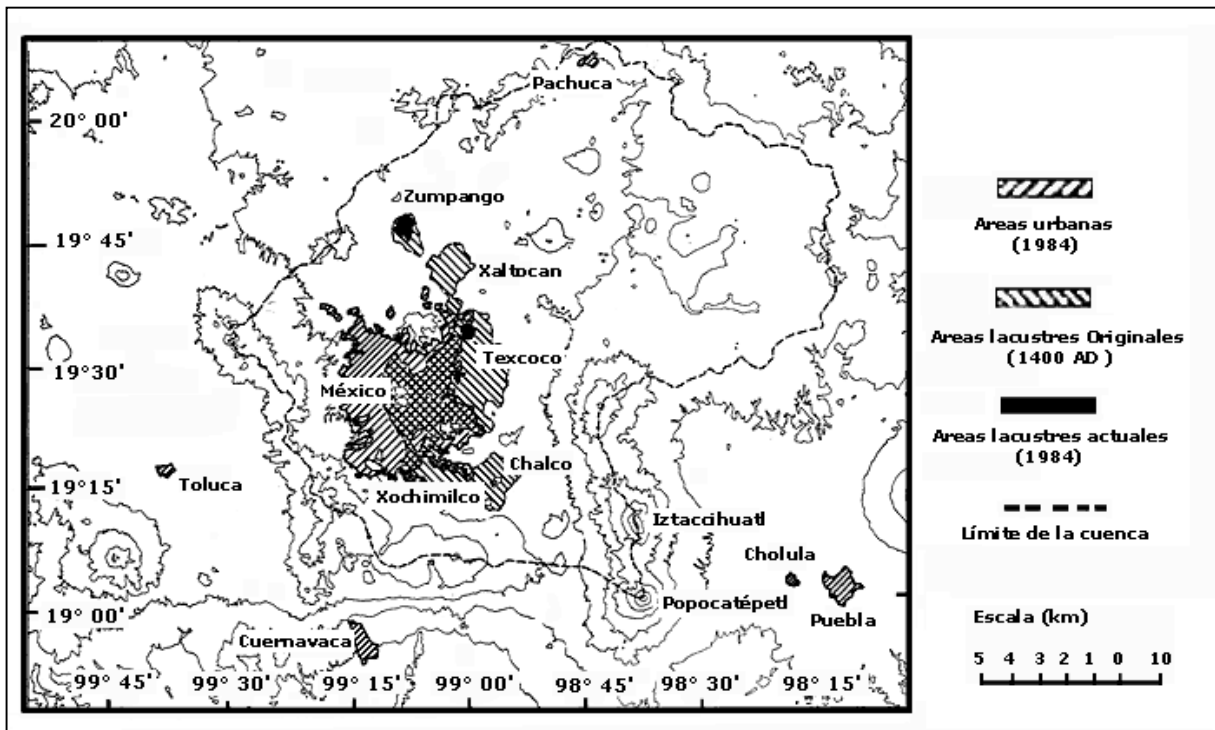 Pachuca
20° 00'
Zumpango
19° 45'
Xaltocan
Texcoco
19° 30'
México
Chalco
Toluca
19° 15'
Xochimilco
Iztaccihuatl
Cholula
Popocatépetl
19° 00'
Puebla
Cuernavaca
99° 45' 99° 30' 99° 15' 99° 00' 98° 45' 98° 30' 98° 15'
Areas urbanas
(1984)
Areas lacustres Originales
(1400 AD )
Areas lacustres actuales
(1984)
Límite de la cuenca
Escala (km)
5 4 3 2 1 0 10